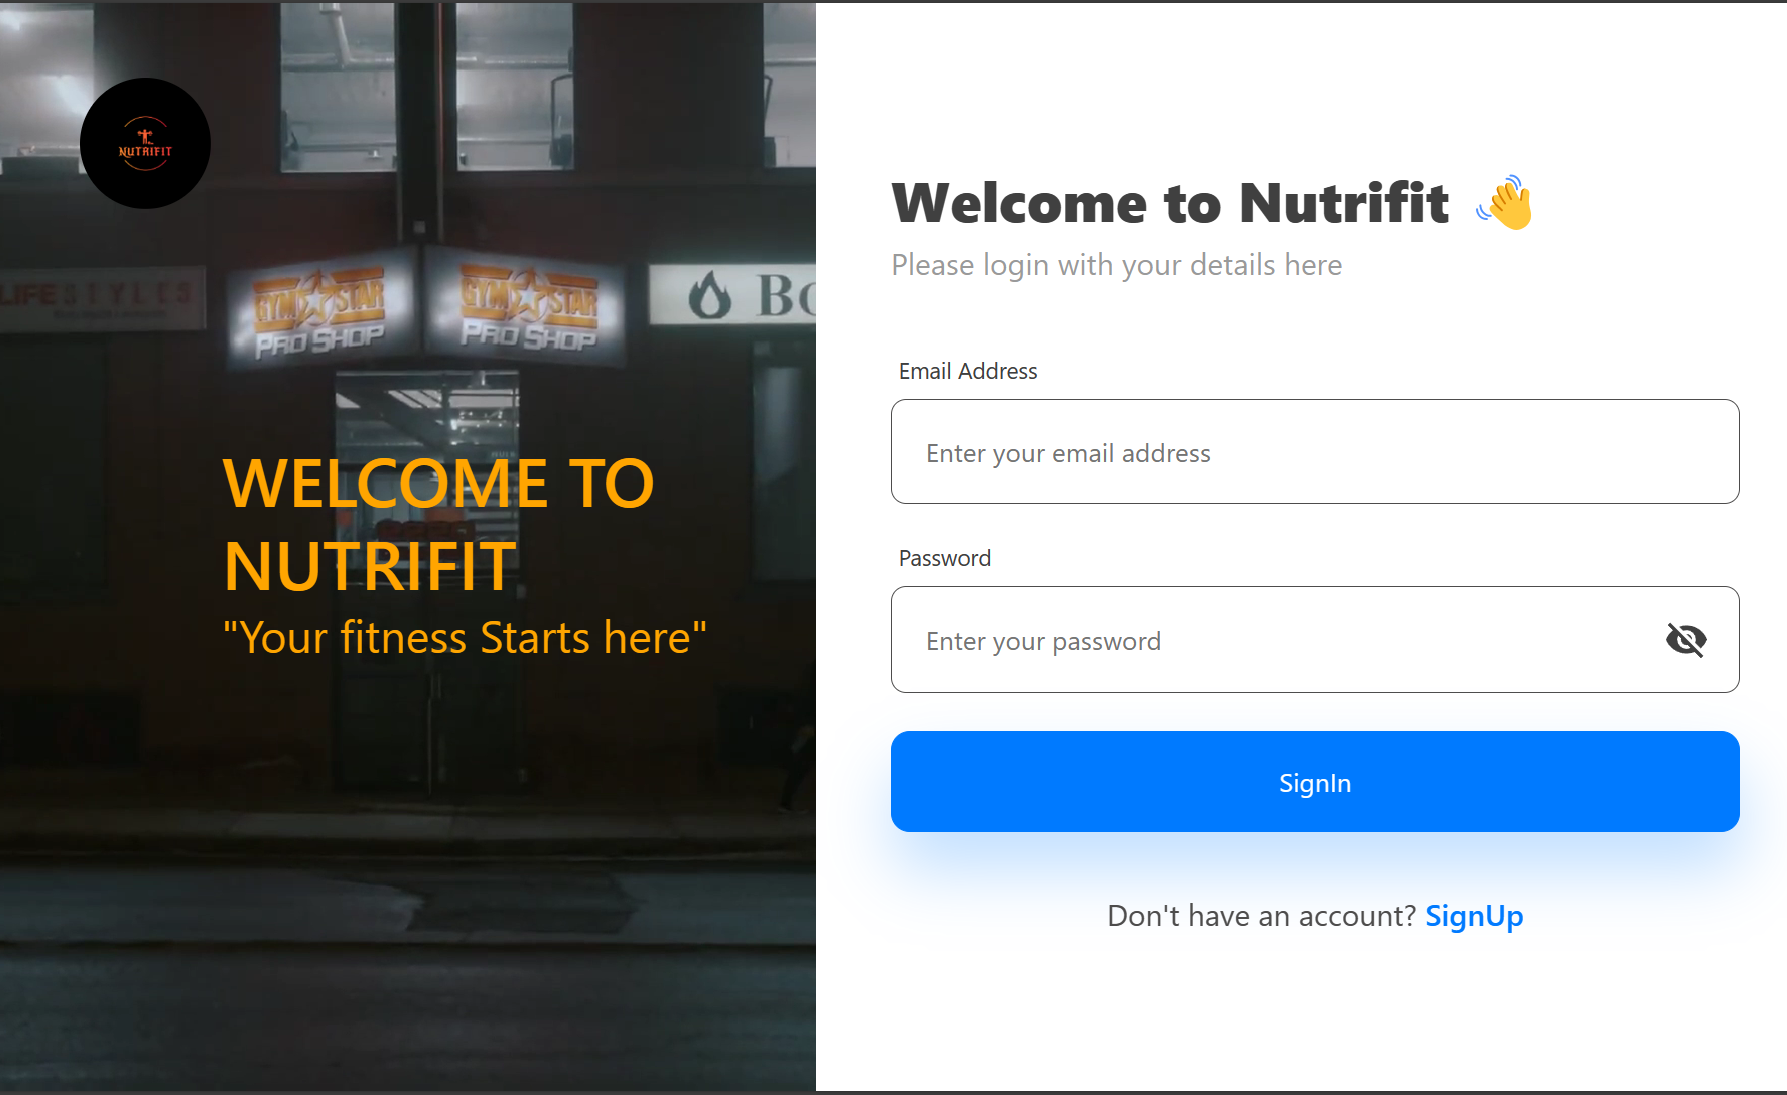 NUTRIFIT
LIFESTYLES
GYM STAR
PRO SHOP
GYM STAR
PRO SHOP
WELCOME TO
NUTRIFIT
"Your fitness Starts here"
Welcome to Nutrifit 👋
Please login with your details here
Email Address
Enter your email address
Password
Enter your password
SignIn
Don't have an account? SignUp